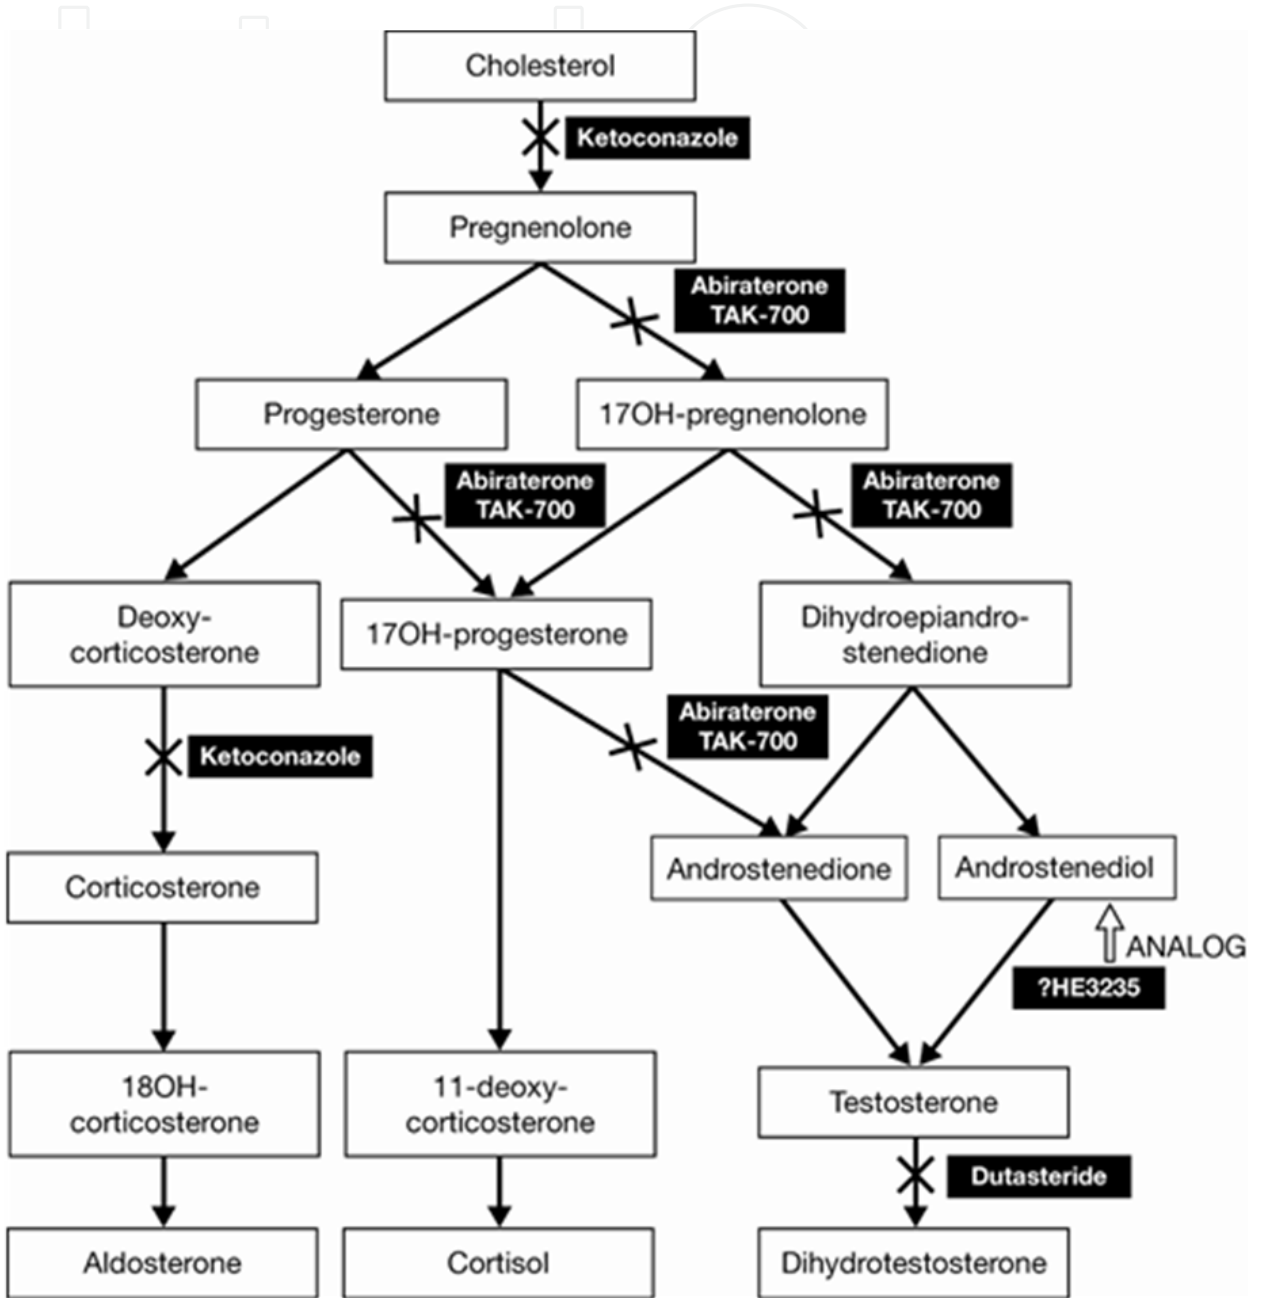 Cholesterol
Ketoconazole
Pregnenolone
Abiraterone
TAK-700
Progesterone
17OH-pregnenolone
Abiraterone
TAK-700
Abiraterone
TAK-700
Deoxy-
corticosterone
17OH-progesterone
Dihydroepiandro-
stenedione
Abiraterone
TAK-700
Ketoconazole
Corticosterone
Androstenedione
Androstenediol
ANALOG
?HE3235
18OH-
corticosterone
11-deoxy-
corticosterone
Testosterone
Dutasteride
Aldosterone
Cortisol
Dihydrotestosterone